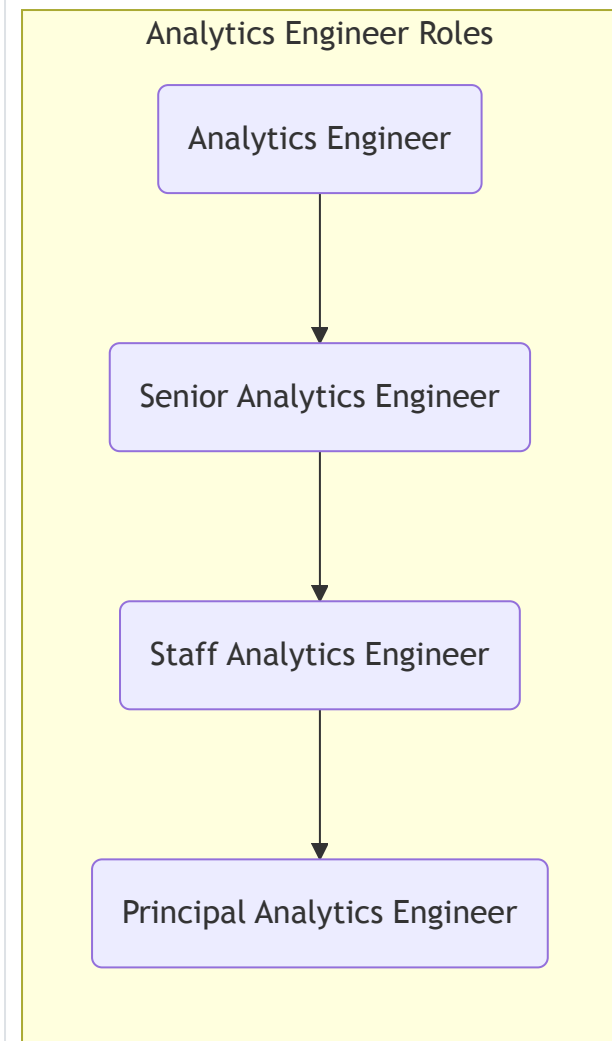 Analytics Engineer Roles
Analytics Engineer
Senior Analytics Engineer
Staff Analytics Engineer
Principal Analytics Engineer